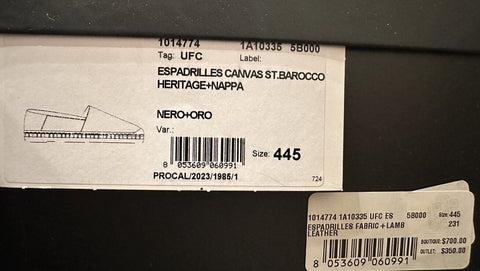 1014774 1A10335 5B000
Tag: UFC Label:
ESPADRILLES CANVAS ST.BAROCCO
HERITAGE+NAPPA
NERO+ORO
Var.:
8 053609 060991
Size: 445
PROCAL/2023/1985/1
724
1014774 1A10335 UFC ES 5B000 Size 445
ESPADRILLES FABRIC +LAMB 231
LEATHER
BOUTIQUE: $700.00
OUTLET: $350.00
8 053609 060991